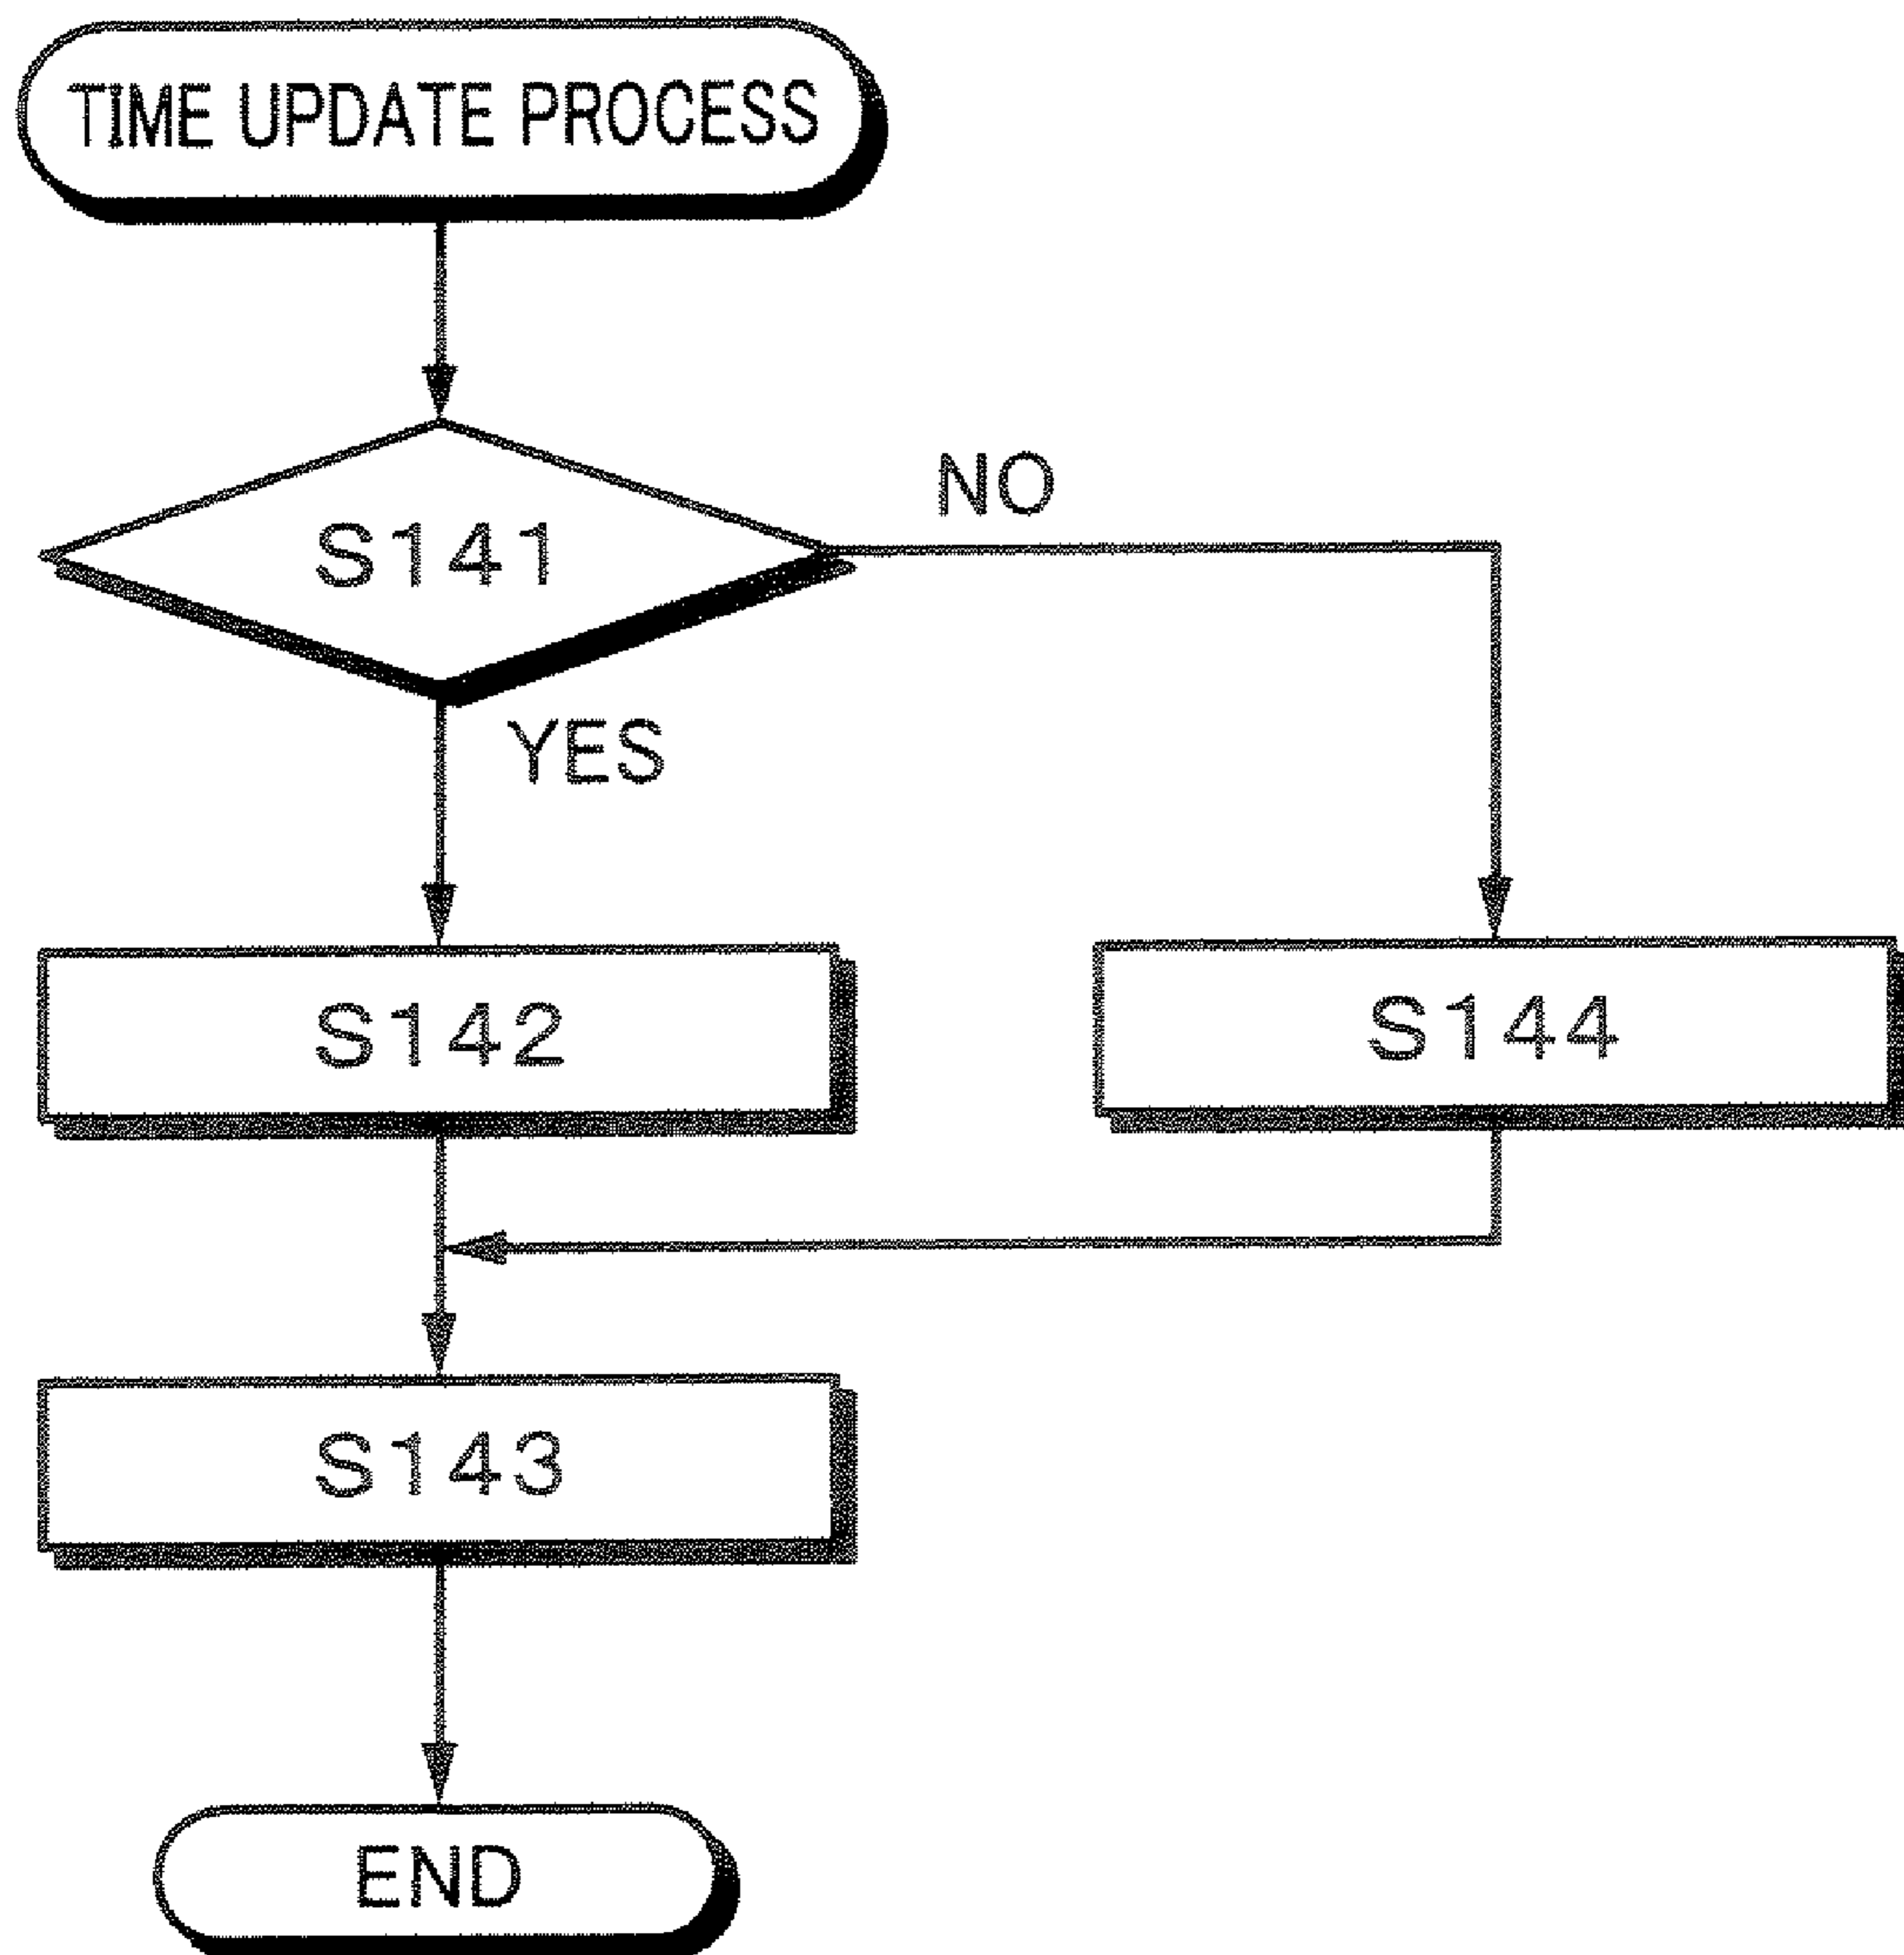 TIME UPDATE PROCESS
S141
NO
YES
S142
S144
S143
END